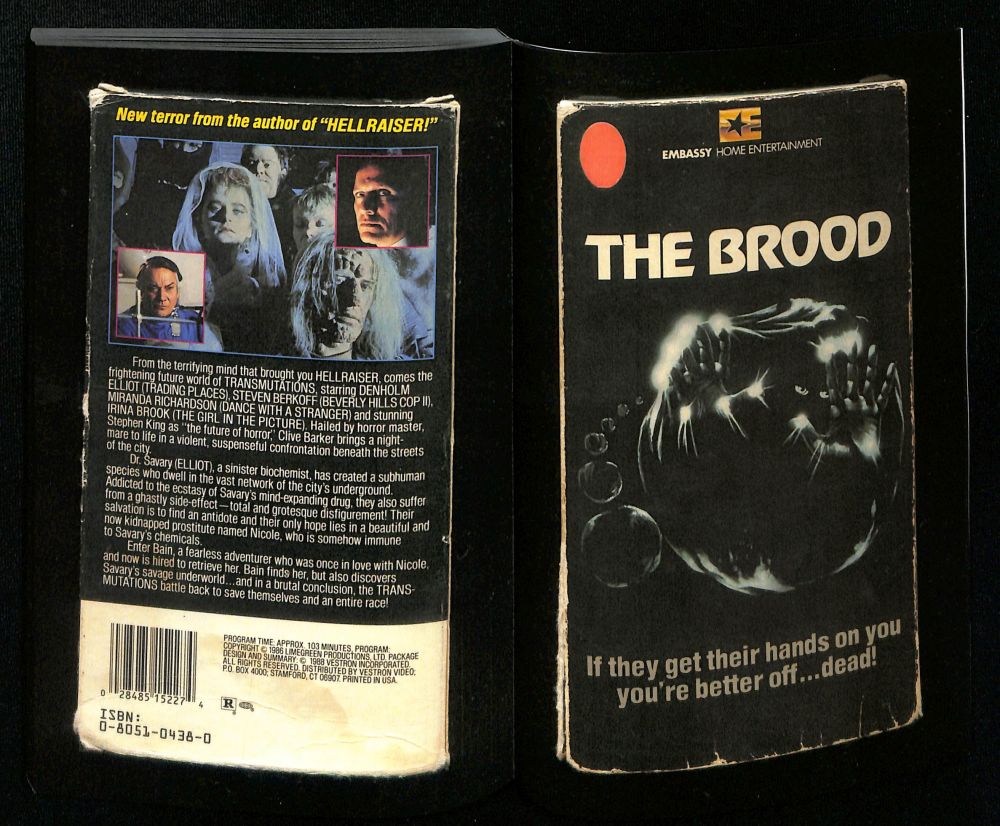 New terror from the author of "HELLRAISER!"
From the terrifying mind that brought you HELLRAISER, comes the
frightening future world of TRANSMUTATIONS, starring DENHOLM
ELLIOT (TRADING PLACES), STEVEN BERKOFF (BEVERLY HILLS COP II),
MIRANDA RICHARDSON (DANCE WITH A STRANGER) and stunning
IRINA BROOK (THE GIRL IN THE PICTURE). Hailed by horror master,
Stephen King as "the future of horror," Clive Barker brings a night-
mare to life in a violent, suspenseful confrontation beneath the streets
of the city.
Dr. Savary (ELLIOT), a sinister biochemist, has created a subhuman
species who dwell in the vast network of the city's underground.
Addicted to the ecstasy of Savary's mind-expanding drug, they also suffer
from a ghastly side-effect—total and grotesque disfigurement! Their
salvation is to find an antidote and their only hope lies in a beautiful and
now kidnapped prostitute named Nicole, who is somehow immune
to Savary's chemicals.
Enter Bain, a fearless adventurer who was once in love with Nicole,
and now is hired to retrieve her. Bain finds her, but also discovers
Savary's savage underworld...and in a brutal conclusion, the TRANS-
MUTATIONS battle back to save themselves and an entire race!
PROGRAM TIME: APPROX. 103 MINUTES, PROGRAM:
COPYRIGHT © 1986 LIMEGREEN PRODUCTIONS, LTD. PACKAGE
DESIGN AND SUMMARY: © 1988 VESTRON INCORPORATED.
ALL RIGHTS RESERVED. DISTRIBUTED BY VESTRON VIDEO;
P.O. BOX 4000; STAMFORD, CT 06907. PRINTED IN USA.
0 28485 15227 4
R
ISBN:
0-8051-0438-0
EE
EMBASSY HOME ENTERTAINMENT
THE BROOD
If they get their hands on you
you're better off...dead!